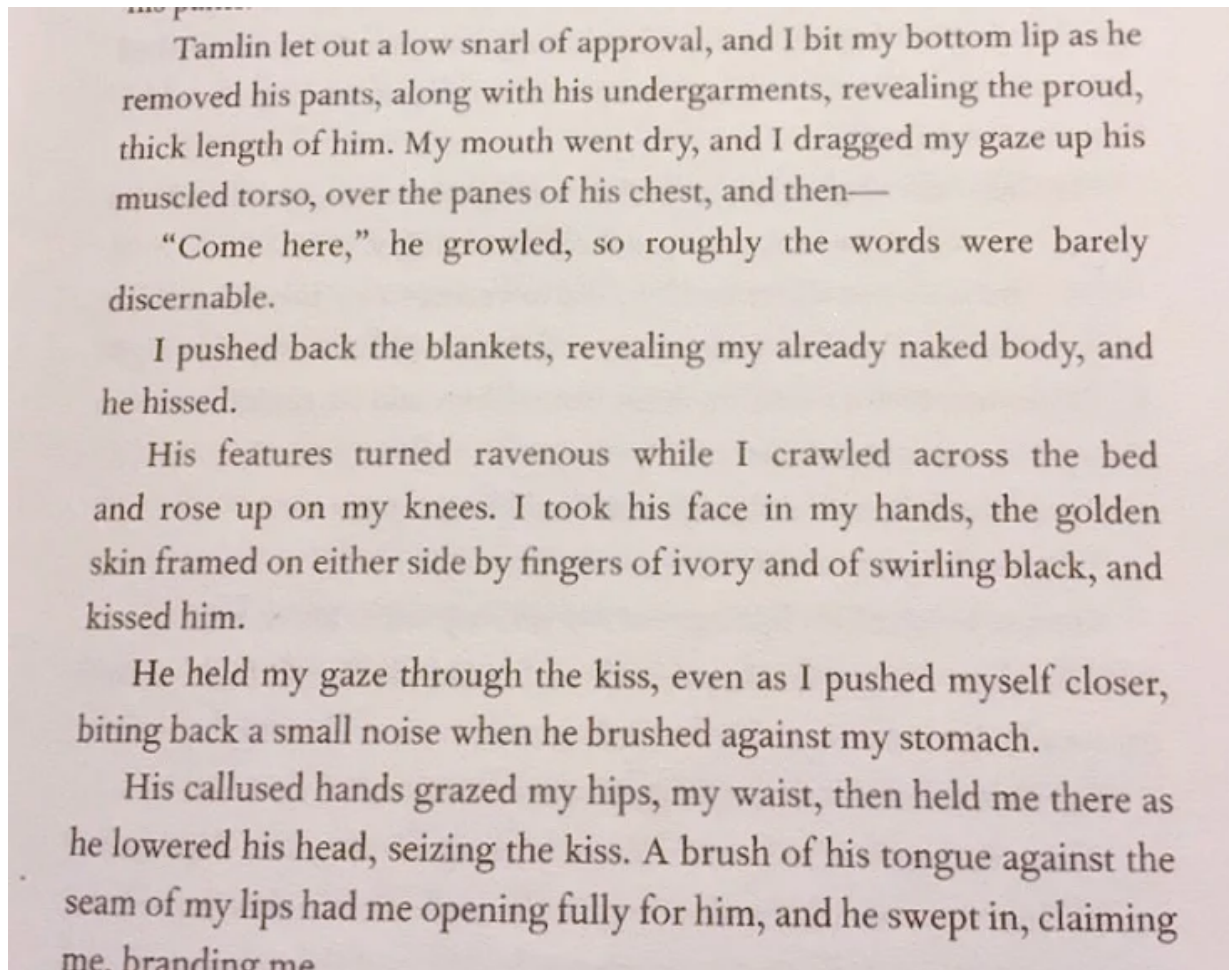 Tamlin let out a low snarl of approval, and I bit my bottom lip as he
removed his pants, along with his undergarments, revealing the proud,
thick length of him. My mouth went dry, and I dragged my gaze up his
muscled torso, over the panes of his chest, and then—
“Come here,” he growled, so roughly the words were barely
discernable.
I pushed back the blankets, revealing my already naked body, and
he hissed.
His features turned ravenous while I crawled across the bed
and rose up on my knees. I took his face in my hands, the golden
skin framed on either side by fingers of ivory and of swirling black, and
kissed him.
He held my gaze through the kiss, even as I pushed myself closer,
biting back a small noise when he brushed against my stomach.
His callused hands grazed my hips, my waist, then held me there as
he lowered his head, seizing the kiss. A brush of his tongue against the
seam of my lips had me opening fully for him, and he swept in, claiming
me, branding me